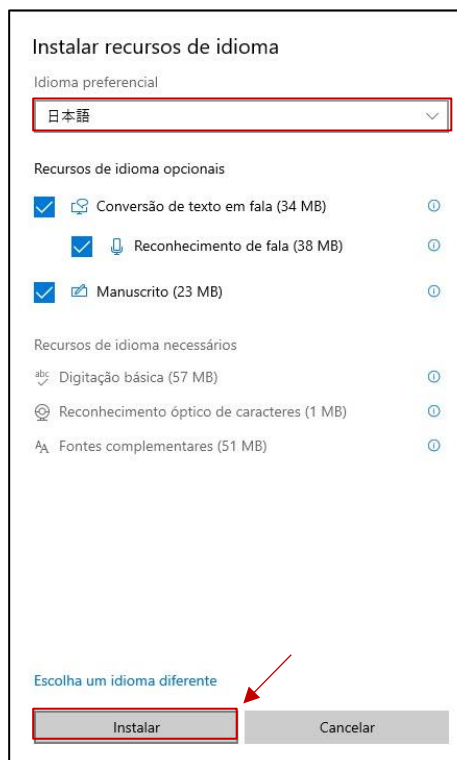 Instalar recursos de idioma
Idioma preferencial
日本語
Recursos de idioma opcionais
Conversão de texto em fala (34 MB)
Reconhecimento de fala (38 MB)
Manuscrito (23 MB)
Recursos de idioma necessários
abc Digitação básica (57 MB)
Reconhecimento óptico de caracteres (1 MB)
AA Fontes complementares (51 MB)
Escolha um idioma diferente
Instalar Cancelar